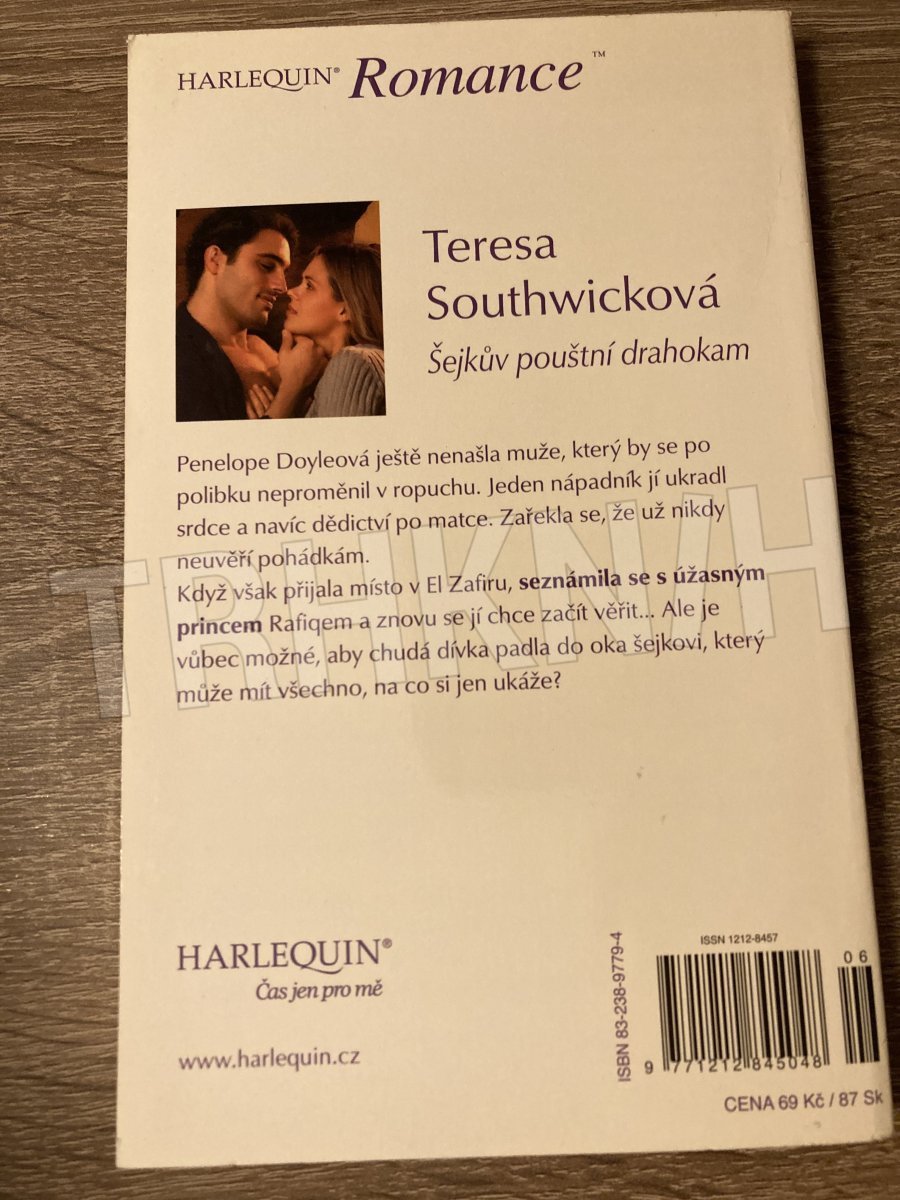 HARLEQUIN® Romance™
Teresa
Southwicková
Šejkův pouštní drahokam
Penelope Doyleová ještě nenašla muže, který by se po
polibku neproměnil v ropuchu. Jeden nápadník jí ukradl
srdce a navíc dědictví po matce. Zařekla se, že už nikdy
neuvěří pohádkám.
Když však přijala místo v El Zafiru, seznámila se s úžasným
princem Rafiqem a znovu se jí chce začít věřit... Ale je
vůbec možné, aby chudá dívka padla do oka šejkovi, který
může mít všechno, na co si jen ukáže?
TRHKNIH
HARLEQUIN®
Čas jen pro mě
www.harlequin.cz
ISBN 83-238-9779-4
ISSN 1212-8457
06
9 771212 845048
CENA 69 Kč / 87 Sk